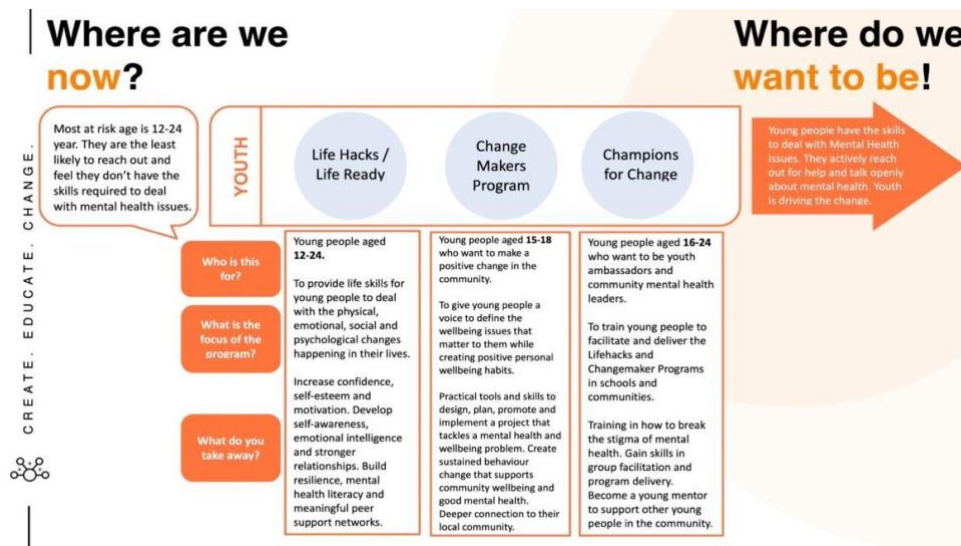 Where are we
now?
Where do we
want to be!
CREATE. EDUCATE. CHANGE.
Most at risk age is 12-24
year. They are the least
likely to reach out and
feel they don't have the
skills required to deal
with mental health issues.
YOUTH
Life Hacks /
Life Ready
Change
Makers
Program
Champions
for Change
Young people have the skills
to deal with Mental Health
issues. They actively reach
out for help and talk openly
about mental health. Youth
is driving the change.
Who is this
for?
What is the
focus of the
program?
What do you
take away?
Young people aged
12-24.
To provide life skills for
young people to deal
with the physical,
emotional, social and
psychological changes
happening in their lives.
Increase confidence,
self-esteem and
motivation. Develop
self-awareness,
emotional intelligence
and stronger
relationships. Build
resilience, mental
health literacy and
meaningful peer
support networks.
Young people aged 15-18
who want to make a
positive change in the
community.
To give young people a
voice to define the
wellbeing issues that
matter to them while
creating positive personal
wellbeing habits.
Practical tools and skills to
design, plan, promote and
implement a project that
tackles a mental health and
wellbeing problem. Create
sustained behaviour
change that supports
community wellbeing and
good mental health.
Deeper connection to their
local community.
Young people aged 16-24
who want to be youth
ambassadors and
community mental health
leaders.
To train young people to
facilitate and deliver the
Lifehacks and
Changemaker Programs
in schools and
communities.
Training in how to break
the stigma of mental
health. Gain skills in
group facilitation and
program delivery.
Become a young mentor
to support other young
people in the community.